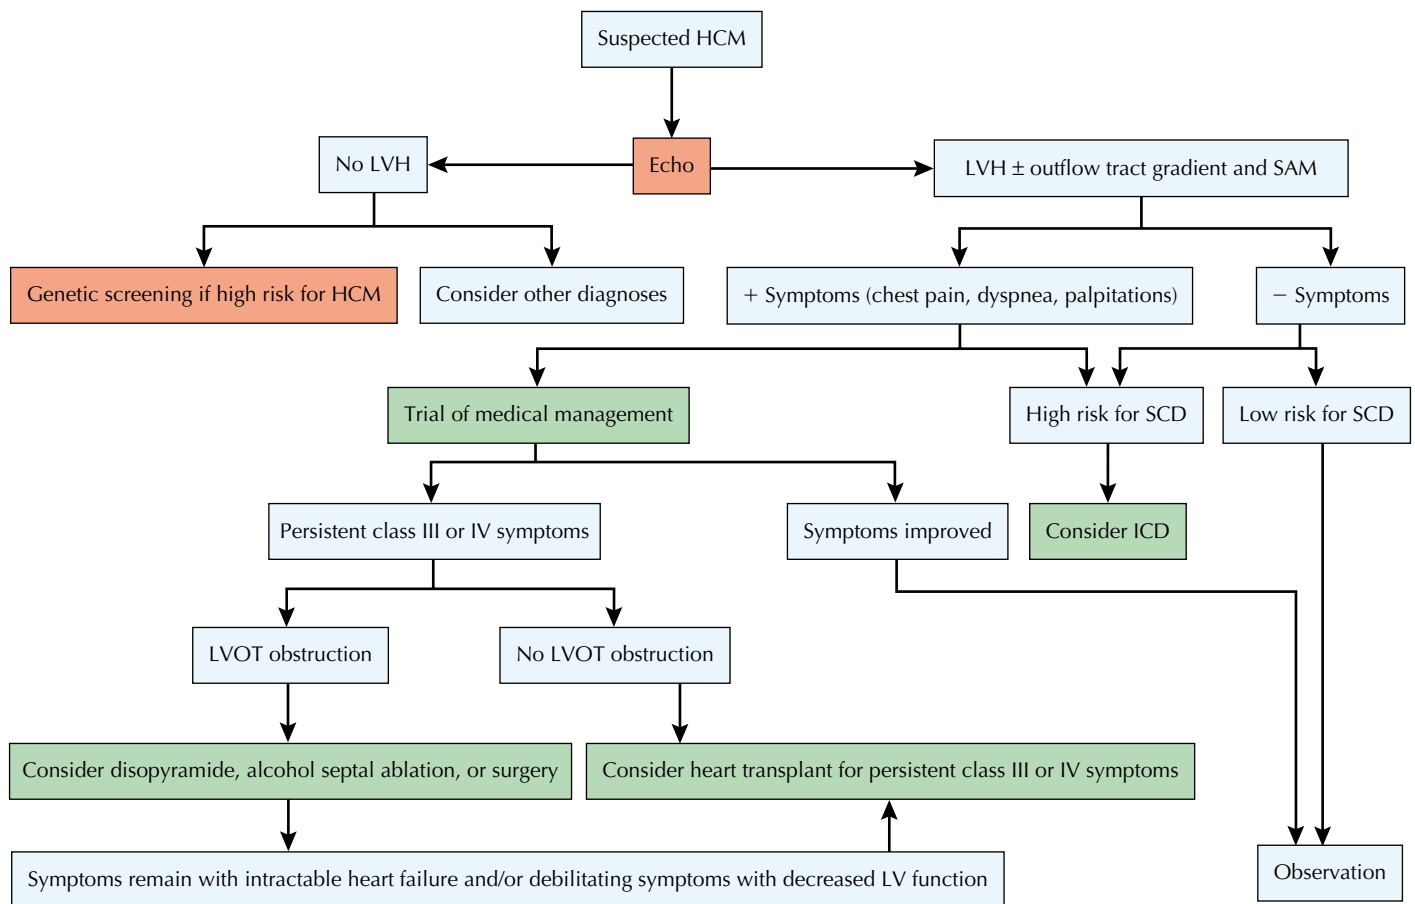 Suspected HCM
No LVH
Echo
LVH ± outflow tract gradient and SAM
Genetic screening if high risk for HCM
Consider other diagnoses
+ Symptoms (chest pain, dyspnea, palpitations)
− Symptoms
Trial of medical management
High risk for SCD
Low risk for SCD
Persistent class III or IV symptoms
Symptoms improved
Consider ICD
LVOT obstruction
No LVOT obstruction
Consider disopyramide, alcohol septal ablation, or surgery
Consider heart transplant for persistent class III or IV symptoms
Symptoms remain with intractable heart failure and/or debilitating symptoms with decreased LV function
Observation